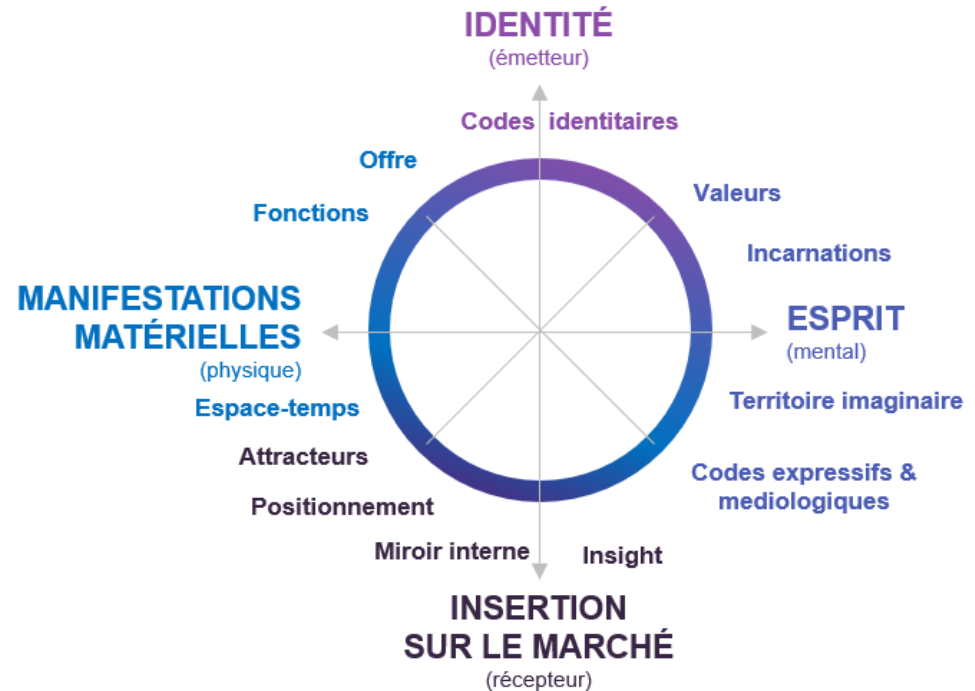 IDENTITÉ
(émetteur)
Codes identitaires
Offre
Valeurs
Fonctions
Incarnations
MANIFESTATIONS
MATÉRIELLES
(physique)
ESPRIT
(mental)
Espace-temps
Territoire imaginaire
Attracteurs
Codes expressifs &
mediologiques
Positionnement
Miroir interne
Insight
INSERTION
SUR LE MARCHÉ
(récepteur)